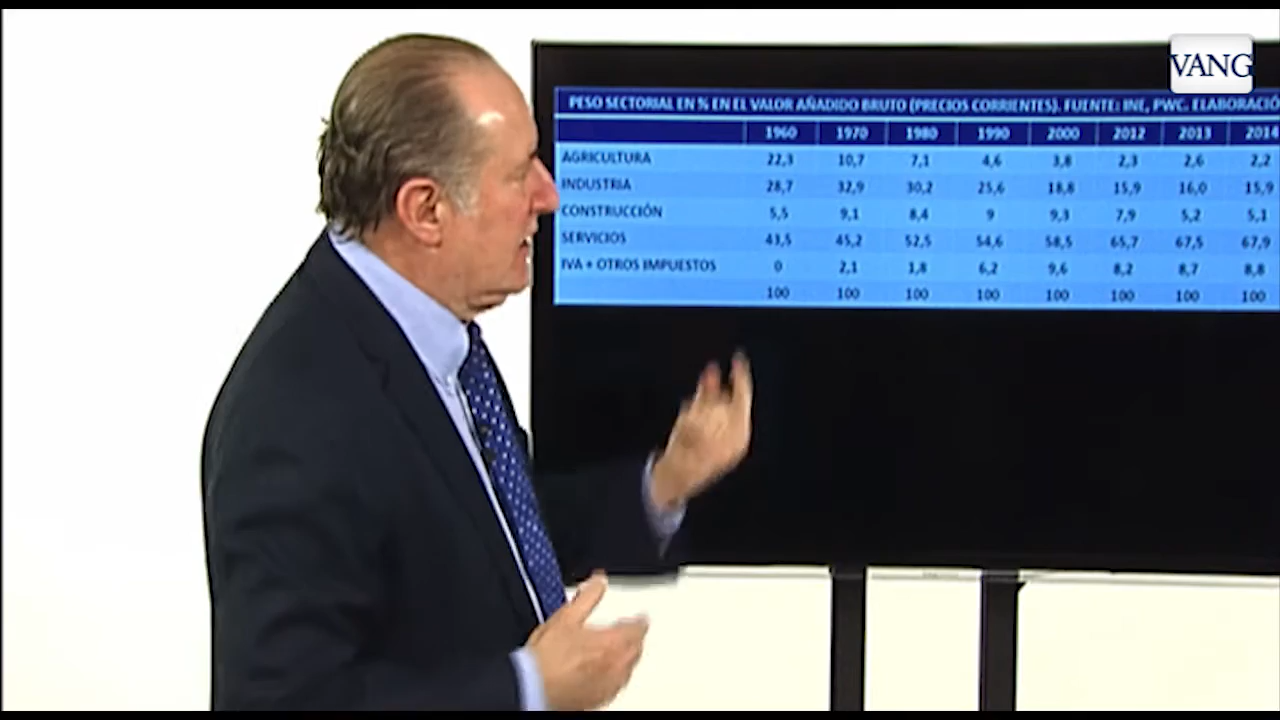 VANG
PESO SECTORIAL EN % EN EL VALOR AÑADIDO BRUTO (PRECIOS CORRIENTES). FUENTE: INE, PWC. ELABORACIÓ
1960 1970 1980 1990 2000 2012 2013 2014
AGRICULTURA 22,3 10,7 7,1 4,6 3,8 2,3 2,6 2,2
INDUSTRIA 28,7 32,9 30,2 25,6 18,8 15,9 16,0 15,9
CONSTRUCCIÓN 5,5 9,1 8,4 9 9,3 7,9 5,2 5,1
SERVICIOS 43,5 45,2 52,5 54,6 58,5 65,7 67,5 67,9
IVA + OTROS IMPUESTOS 0 2,1 1,8 6,2 9,6 8,2 8,7 8,8
100 100 100 100 100 100 100 100